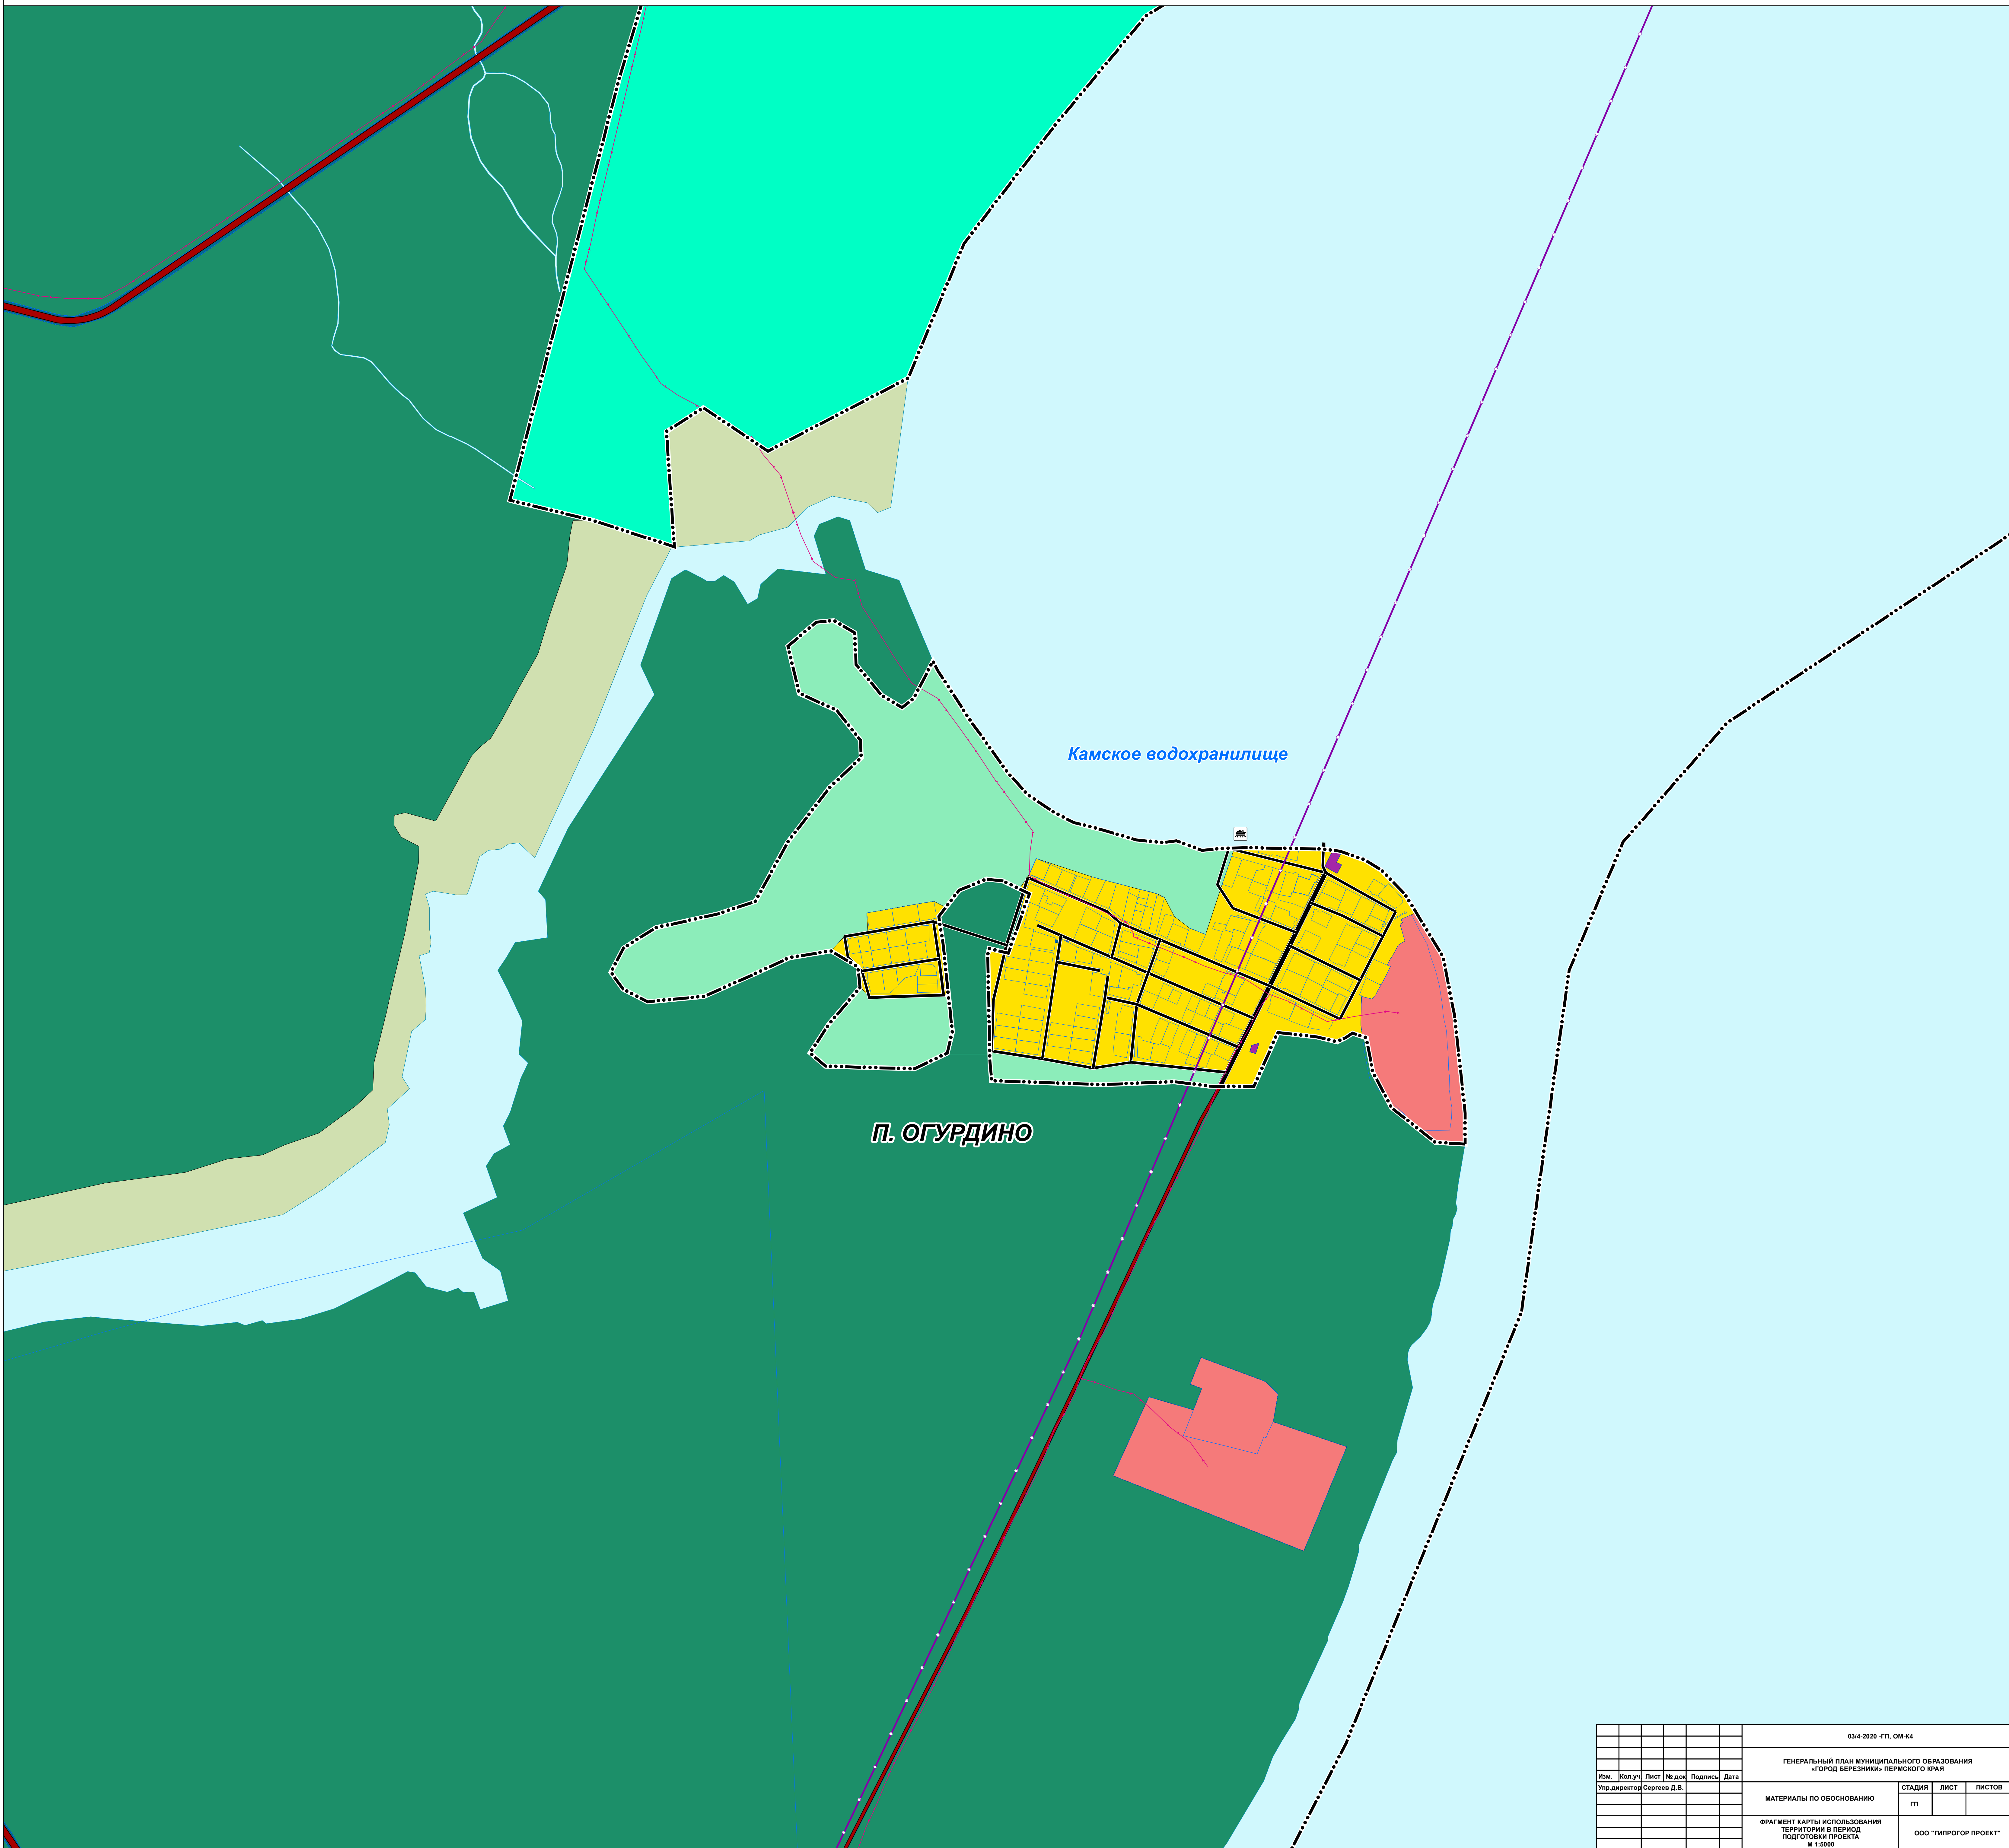 Камское водохранилище
П. ОГУРДИНО
03/4-2020 -ГП, ОМ-К4
ГЕНЕРАЛЬНЫЙ ПЛАН МУНИЦИПАЛЬНОГО ОБРАЗОВАНИЯ
«ГОРОД БЕРЕЗНИКИ» ПЕРМСКОГО КРАЯ
Изм. Кол.уч Лист № док Подпись Дата
Упр.директор Сергеев Д.В.
МАТЕРИАЛЫ ПО ОБОСНОВАНИЮ
СТАДИЯ ЛИСТ ЛИСТОВ
ГП
ФРАГМЕНТ КАРТЫ ИСПОЛЬЗОВАНИЯ
ТЕРРИТОРИИ В ПЕРИОД
ПОДГОТОВКИ ПРОЕКТА
М 1:5000
ООО "ГИПРОГОР ПРОЕКТ"